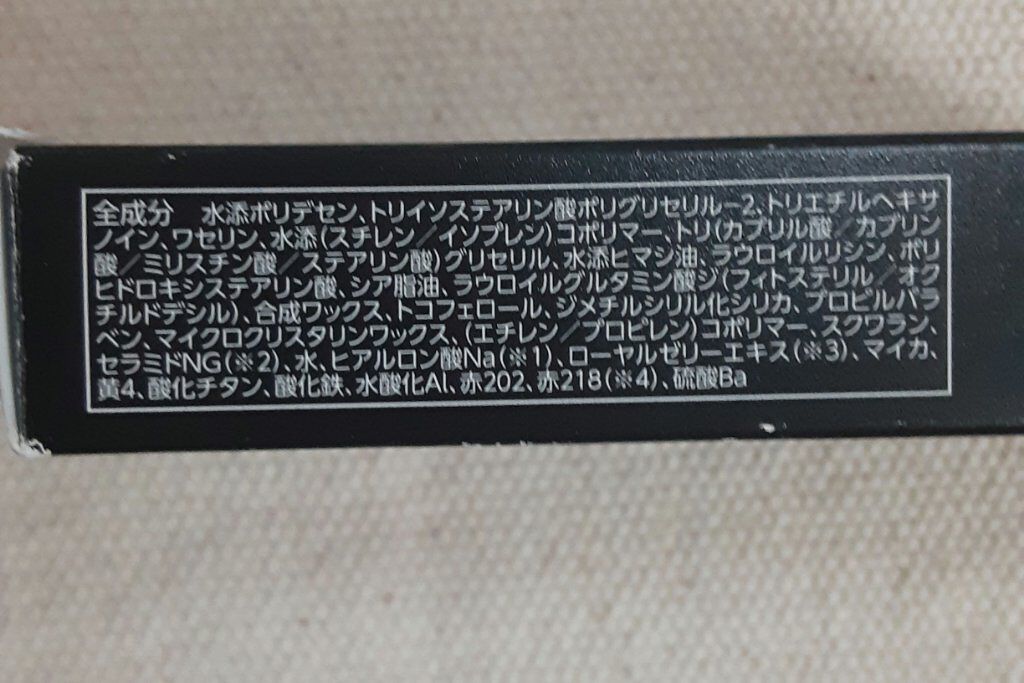 全成分　水添ポリデセン、トリイソステアリン酸ポリグリセリル-2、トリエチルヘキサ
ノイン、ワセリン、水添(スチレン／イソプレン)コポリマー、トリ(カプリル酸／カプリン
酸／ミリスチン酸／ステアリン酸)グリセリル、水添ヒマシ油、ラウロイルリシン、ポリ
ヒドロキシステアリン酸、シア脂油、ラウロイルグルタミン酸ジ(フィトステリル／オク
チルドデシル)、合成ワックス、トコフェロール、ジメチルシリル化シリカ、プロピルパラ
ベン、マイクロクリスタリンワックス、(エチレン／プロピレン)コポリマー、スクワラン、
セラミドNG(※2)、水、ヒアルロン酸Na(※1)、ローヤルゼリーエキス(※3)、マイカ、
黄4、酸化チタン、酸化鉄、水酸化Al、赤202、赤218(※4)、硫酸Ba